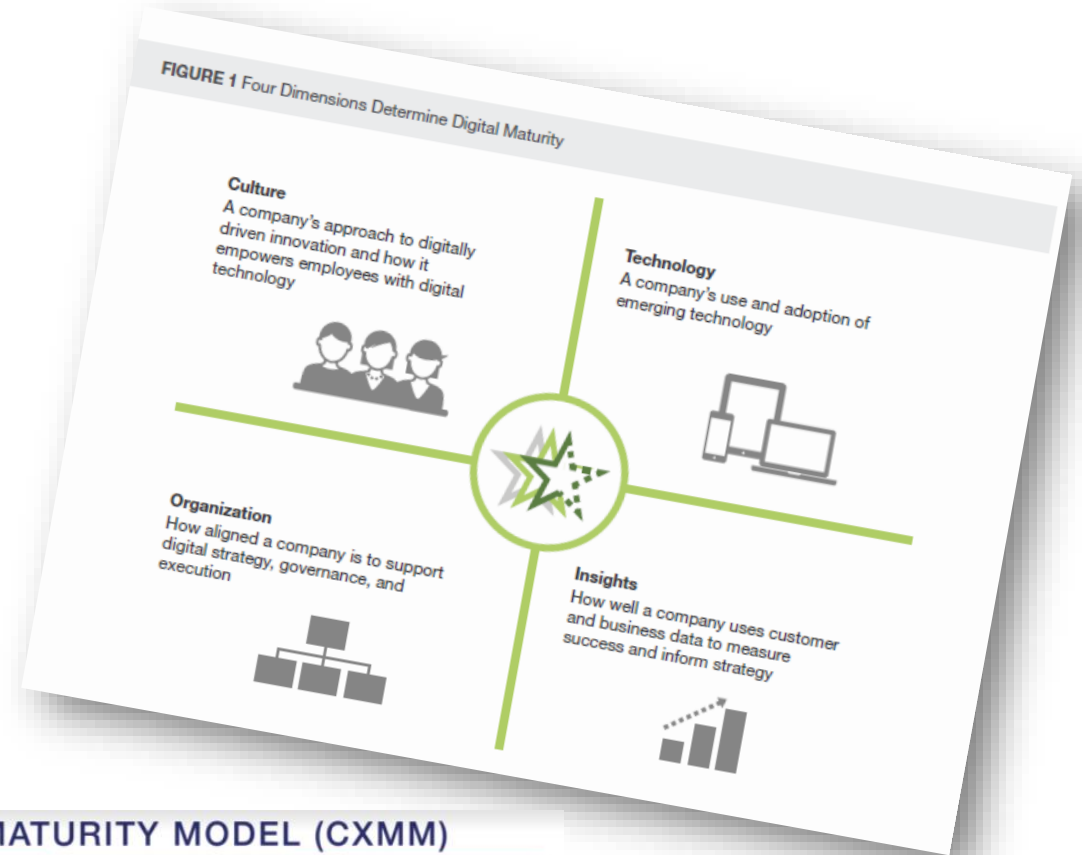 FIGURE 1 Four Dimensions Determine Digital Maturity
Culture
A company's approach to digitally
driven innovation and how it
empowers employees with digital
technology
Technology
A company's use and adoption of
emerging technology
Organization
How aligned a company is to support
digital strategy, governance, and
execution
Insights
How well a company uses customer
and business data to measure
success and inform strategy
MATURITY MODEL (CXMM)